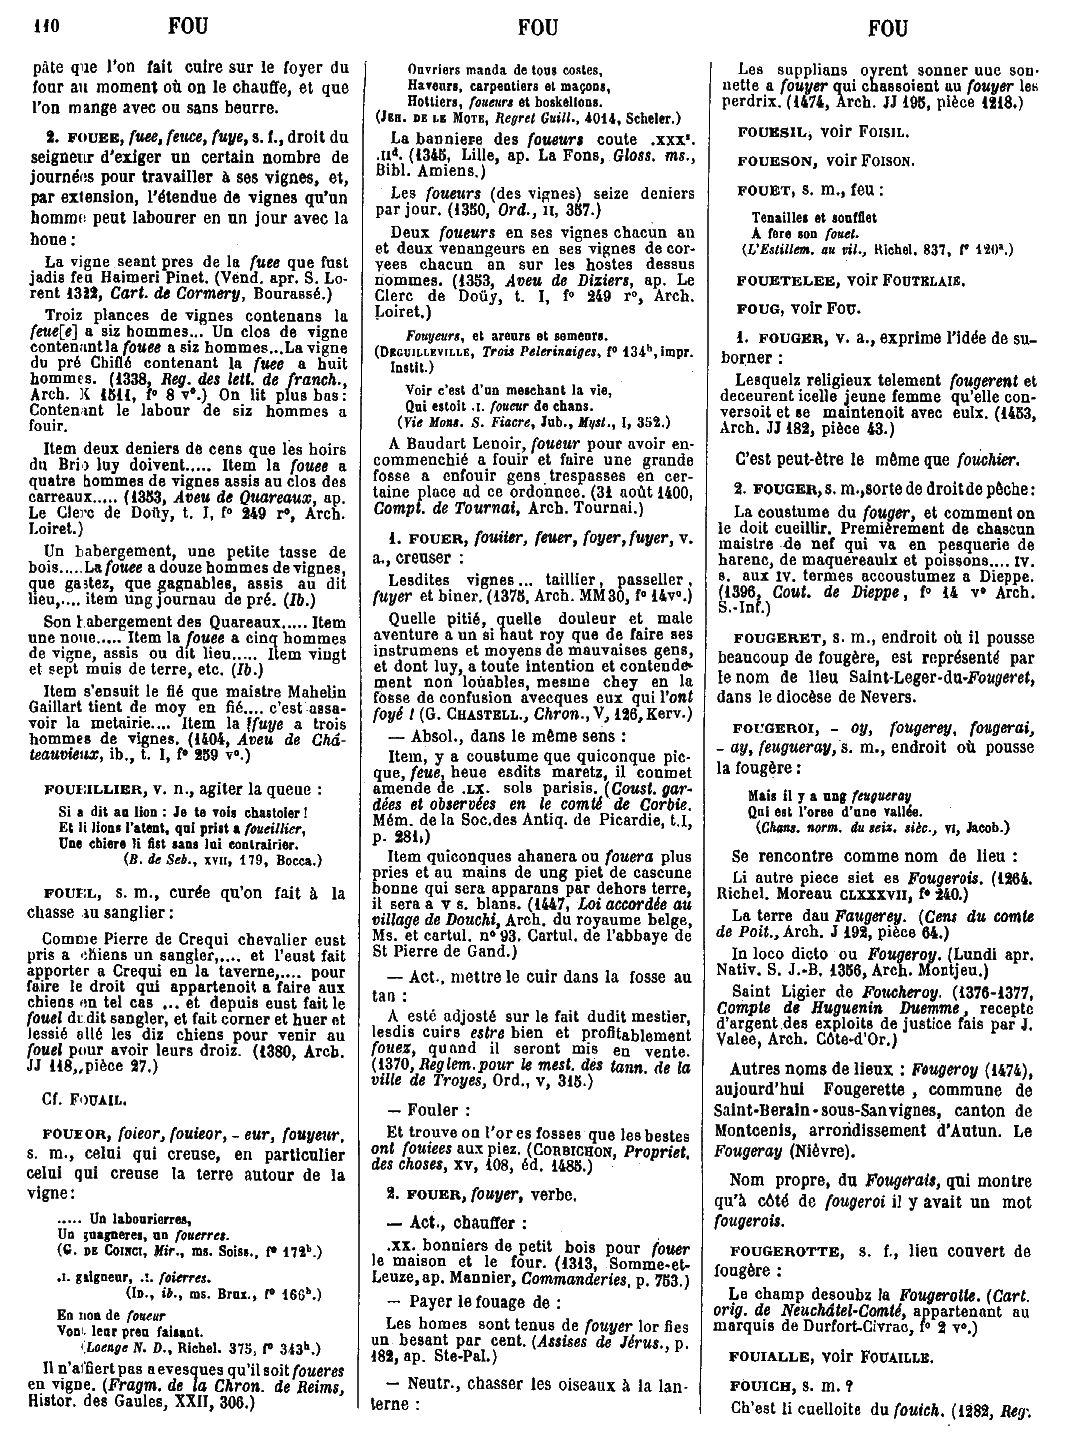 110 FOU FOU FOU
pâte que l'on fait cuire sur le foyer du
four au moment où on le chauffe, et que
l'on mange avec ou sans beurre.
2. FOUEE, fuee, feuce, fuye, s. f., droit du
seigneur d'exiger un certain nombre de
journées pour travailler à ses vignes, et,
par extension, l'étendue de vignes qu'un
homme peut labourer en un jour avec la
houe :
La vigne seant pres de la fuee que fust
jadis feu Haimeri Pinet. (Vend. apr. S. Lo-
rent 1322, Cart. de Cormery, Bourassé.)
Troiz plances de vignes contenans la
feue[e] a siz hommes... Un clos de vigne
contenant la fouee a siz hommes... La vigne
du pré Chiflé contenant la fuee a huit
hommes. (1338, Reg. des lett. de franch.,
Arch. K 1511, f° 8 v°.) On lit plus bas :
Contenant le labour de siz hommes a
fouir.
Item deux deniers de cens que les hoirs
du Brio luy doivent..... Item la fouee a
quatre hommes de vignes assis au clos des
carreaux..... (1353, Aveu de Quareaux, ap.
Le Clerc de Doüy, t. I, f° 249 r°, Arch.
Loiret.)
Un habergement, une petite tasse de
bois..... La fouee a douze hommes de vignes,
que gastez, que gagnables, assis au dit
lieu,.... item ung journau de pré. (Ib.)
Son habergement des Quareaux..... Item
une noue..... Item la fouee a cinq hommes
de vigne, assis ou dit lieu..... Item vingt
et sept muis de terre, etc. (Ib.)
Item s'ensuit le fié que maistre Mahelin
Gaillart tient de moy en fié.... c'est assa-
voir la metairie.... Item la ffuye a trois
hommes de vignes. (1404, Aveu de Châ-
teauvieux, ib., t. I, f° 259 v°.)
FOUEILLIER, v. n., agiter la queue :
Si a dit au lion : Je te vois chastoier !
Et li lions l'atent, qui prist a foueillier,
Une chiere li fist sans lui contrairier.
(B. de Seb., XVII, 179, Bocca.)
FOUEL, s. m., curée qu'on fait à la
chasse au sanglier :
Comme Pierre de Crequi chevalier eust
pris a chiens un sangler,.... et l'eust fait
apporter a Crequi en la taverne,.... pour
faire le droit qui appartenoit a faire aux
chiens en tel cas ... et depuis eust fait le
fouel du dit sangler, et fait corner et huer et
lessié allé les diz chiens pour venir au
fouel pour avoir leurs droiz. (1380, Arch.
JJ 118, pièce 27.)
Cf. FOUAIL.
FOUEOR, foieor, fouieor, - eur, fouyeur,
s. m., celui qui creuse, en particulier
celui qui creuse la terre autour de la
vigne :
..... Un labourierres,
Un guagneres, un fouerres.
(G. DE COINCI, Mir., ms. Soiss., f° 172b.)
.I. gaigneur, .I. foierres.
(ID., ib., ms. Brux., f° 166b.)
En non de foueur
Vont leur preu faisant.
(Loenge N. D., Richel. 375, f° 343b.)
Il n'affiert pas a evesques qu'il soit foueres
en vigne. (Fragm. de la Chron. de Reims,
Histor. des Gaules, XXII, 306.)
Ouvriers manda de tous costes,
Haveurs, carpentiers et maçons,
Hottiers, foueurs et boskellons.
(JEH. DE LE MOTE, Regret Guill., 4014, Scheler.)
La banniere des foueurs coute .XXXs.
.IId. (1345, Lille, ap. La Fons, Gloss. ms.,
Bibl. Amiens.)
Les foueurs (des vignes) seize deniers
par jour. (1350, Ord., II, 357.)
Deux foueurs en ses vignes chacun an
et deux venangeurs en ses vignes de cor-
vees chacun an sur les hostes dessus
nommes. (1353, Aveu de Diziers, ap. Le
Clerc de Doüy, t. I, f° 249 r°, Arch.
Loiret.)
Fouyeurs, et areurs et semeurs.
(DEGUILLEVILLE, Trois Pelerinaiges, f° 134b, impr.
Instit.)
Voir c'est d'un meschant la vie,
Qui estoit .I. foueur de chans.
(Vie Mons. S. Fiacre, Jub., Myst., I, 352.)
A Baudart Lenoir, foueur pour avoir en-
commenchié a fouir et faire une grande
fosse a enfouir gens trespasses en cer-
taine place ad ce ordonnee. (31 août 1400,
Compt. de Tournai, Arch. Tournai.)
1. FOUER, fouiier, feuer, foyer, fuyer, v.
a., creuser :
Lesdites vignes... taillier, passeller,
fuyer et biner. (1375, Arch. MM 30, f° 14v°.)
Quelle pitié, quelle douleur et male
aventure a un si haut roy que de faire ses
instrumens et moyens de mauvaises gens,
et dont luy, a toute intention et contende-
ment non louables, mesme chey en la
fosse de confusion avecques eux qui l'ont
foyé ! (G. CHASTELL., Chron., V, 126, Kerv.)
— Absol., dans le même sens :
Item, y a coustume que quiconque pic-
que, feue, heue esdits maretz, il conmet
amende de .LX. sols parisis. (Coust. gar-
dées et observées en le comté de Corbie.
Mém. de la Soc. des Antiq. de Picardie, t. I,
p. 281.)
Item quiconques ahanera ou fouera plus
pries et au mains de ung piet de cascune
bonne qui sera apparans par dehors terre,
il sera a V s. blans. (1447, Loi accordée au
village de Douchi, Arch. du royaume belge,
Ms. et cartul. n° 93. Cartul. de l'abbaye de
St Pierre de Gand.)
— Act., mettre le cuir dans la fosse au
tan :
A esté adjosté sur le fait dudit mestier,
lesdis cuirs estre bien et profitablement
fouez, quand il seront mis en vente.
(1370, Reglem. pour le mest. des tann. de la
ville de Troyes, Ord., V, 315.)
— Fouler :
Et trouve on l'or es fosses que les bestes
ont fouiees aux piez. (CORBICHON, Propriet.
des choses, XV, 108, éd. 1485.)
2. FOUER, fouyer, verbe.
— Act., chauffer :
.XX. bonniers de petit bois pour fouer
le maison et le four. (1313, Somme-et-
Leuze, ap. Mannier, Commanderies, p. 753.)
— Payer le fouage de :
Les homes sont tenus de fouyer lor fies
un besant par cent. (Assises de Jérus., p.
182, ap. Ste-Pal.)
— Neutr., chasser les oiseaux à la lan-
terne :
Les supplians oyrent sonner une son-
nette a fouyer qui chassoient au fouyer les
perdrix. (1474, Arch. JJ 195, pièce 1218.)
FOUESIL, voir FOISIL.
FOUESON, voir FOISON.
FOUET, s. m., feu :
Tenailles et soufflet
A fere son fouet.
(L'Estillem. au vil., Richel. 837, f° 120a.)
FOUETELEE, voir FOUTELAIE.
FOUG, voir FOU.
1. FOUGER, v. a., exprime l'idée de su-
borner :
Lesquelz religieux telement fougerent et
deceurent icelle jeune femme qu'elle con-
versoit et se maintenoit avec eulx. (1453,
Arch. JJ 182, pièce 43.)
C'est peut-être le même que fouchier.
2. FOUGER, s. m., sorte de droit de pêche :
La coustume du fouger, et comment on
le doit cueillir. Premièrement de chascun
maistre de nef qui va en pesquerie de
harenc, de maquereaulx et poissons.... IV.
s. aux IV. termes accoustumez a Dieppe.
(1396, Cout. de Dieppe, f° 14 v° Arch.
S.-Inf.)
FOUGERET, s. m., endroit où il pousse
beaucoup de fougère, est représenté par
le nom de lieu Saint-Leger-du-Fougeret,
dans le diocèse de Nevers.
FOUGEROI, - oy, fougerey, fougerai,
- ay, feugueray, s. m., endroit où pousse
la fougère :
Mais il y a ung feugueray
Qui est l'oree d'une vallée.
(Chans. norm. du seiz. sièc., VI, Jacob.)
Se rencontre comme nom de lieu :
Li autre piece siet es Fougerois. (1264.
Richel. Moreau CLXXXVII, f° 240.)
La terre dau Faugerey. (Cens du comte
de Poit., Arch. J 192, pièce 64.)
In loco dicto ou Fougeroy. (Lundi apr.
Nativ. S. J.-B. 1356, Arch. Montjeu.)
Saint Ligier de Foucheroy. (1376-1377,
Compte de Huguenin Duemme, recepte
d'argent des exploits de justice fais par J.
Valee, Arch. Côte-d'Or.)
Autres noms de lieux : Fougeroy (1474),
aujourd'hui Fougerette, commune de
Saint-Berain-sous-Sanvignes, canton de
Montcenis, arrondissement d'Autun. Le
Fougeray (Nièvre).
Nom propre, du Fougerais, qui montre
qu'à côté de fougeroi il y avait un mot
fougerois.
FOUGEROTTE, s. f., lieu couvert de
fougère :
Le champ desoubz la Fougerotte. (Cart.
orig. de Neuchâtel-Comté, appartenant au
marquis de Durfort-Civrac, f° 2 v°.)
FOUIALLE, voir FOUAILLE.
FOUICH, s. m. ?
Ch'est li cuelloite du fouich. (1282, Reg.